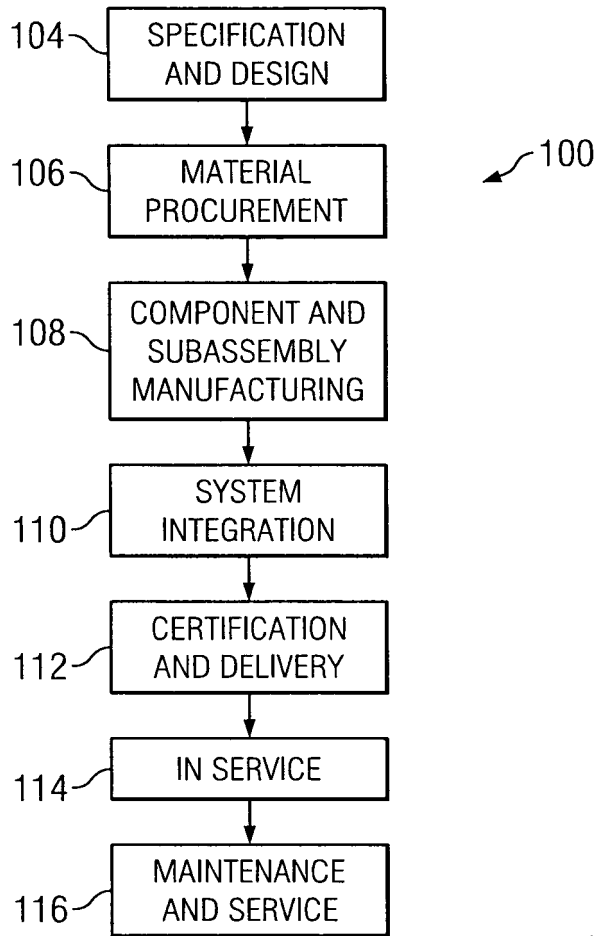 104
SPECIFICATION
AND DESIGN
100
106
MATERIAL
PROCUREMENT
108
COMPONENT AND
SUBASSEMBLY
MANUFACTURING
110
SYSTEM
INTEGRATION
112
CERTIFICATION
AND DELIVERY
114
IN SERVICE
116
MAINTENANCE
AND SERVICE